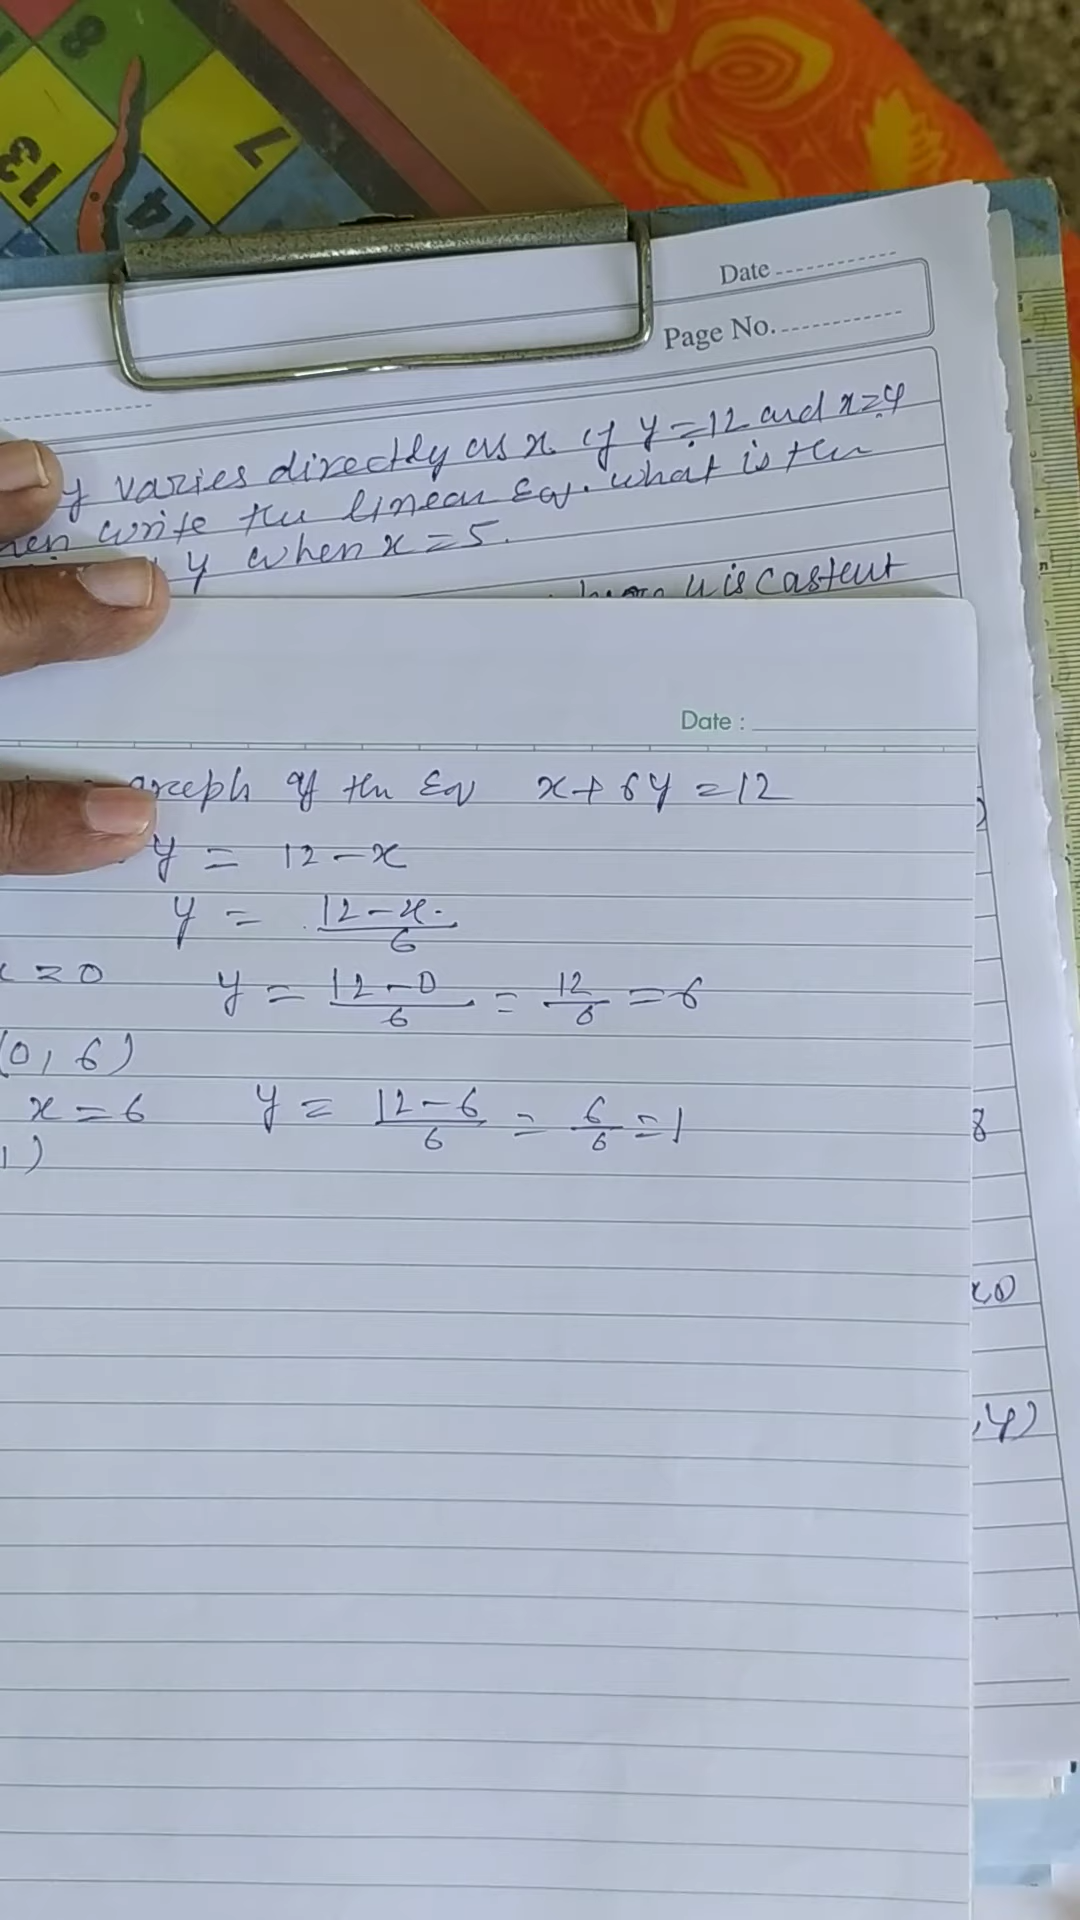 8
7
13
14
Date
Page No.
y varies directly as x. if y = 12 and x = 4
write the linear Eq. what is the
y when x = 5.
is castent
Date :
graph of the Eq x + 6y = 12
y = 12 - x
y = 12 - x / 6
x = 0 y = 12 - 0 / 6 = 12 / 6 = 6
(0, 6)
x = 6 y = 12 - 6 / 6 = 6 / 6 = 1
1)
8
,4)